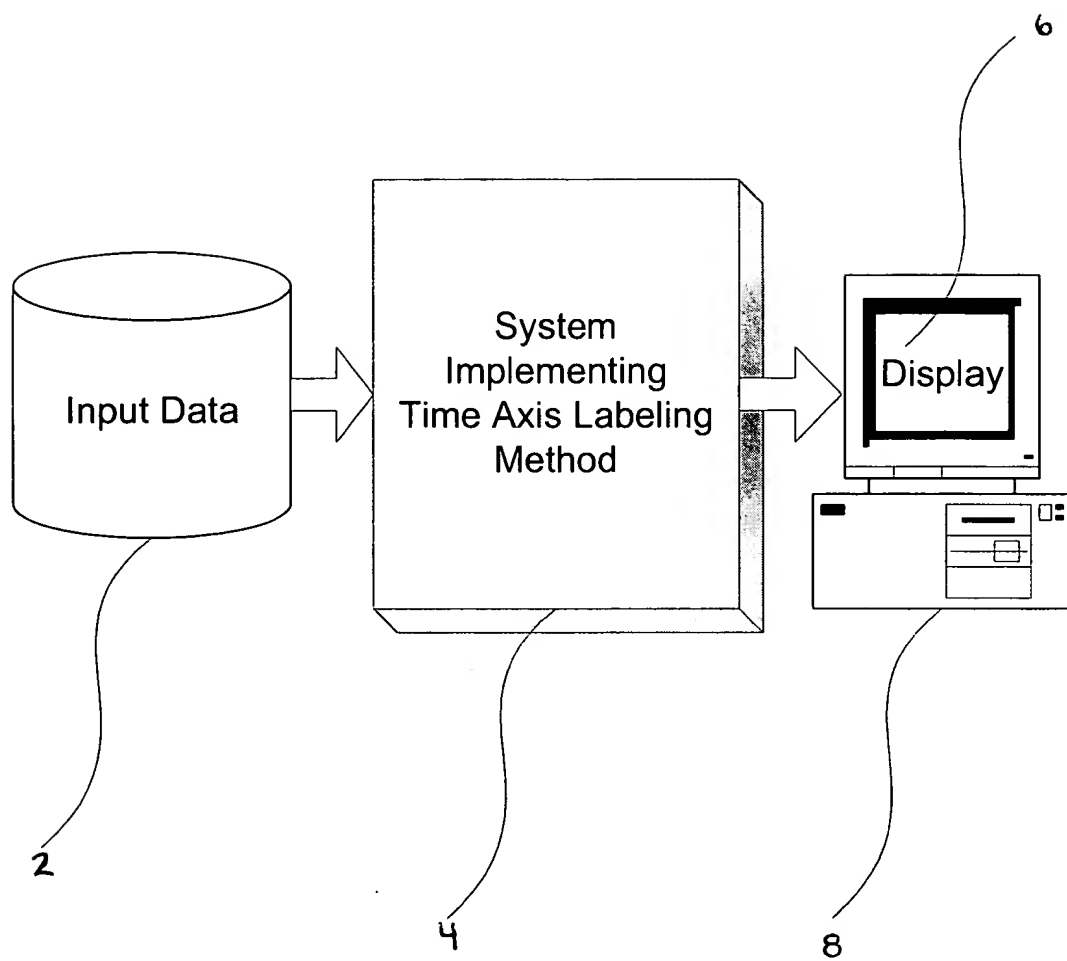 6
Input Data
System
Implementing
Time Axis Labeling
Method
Display
2
4
8